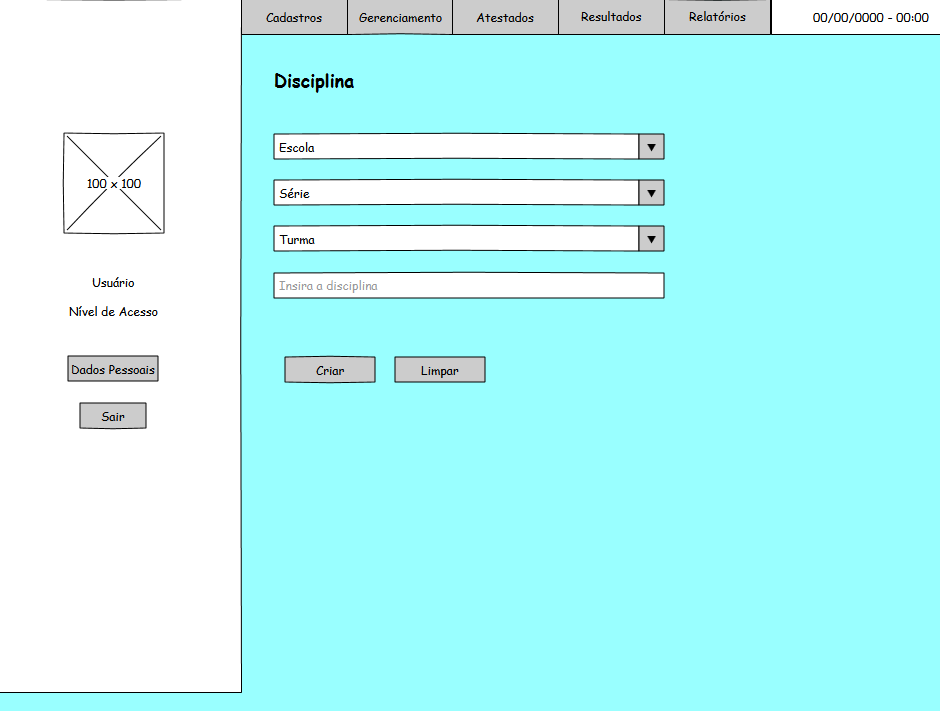 Cadastros
Gerenciamento
Atestados
Resultados
Relatórios
00/00/0000 - 00:00
100 x 100
Usuário
Nível de Acesso
Dados Pessoais
Sair
Disciplina
Escola
Série
Turma
Insira a disciplina
Criar
Limpar